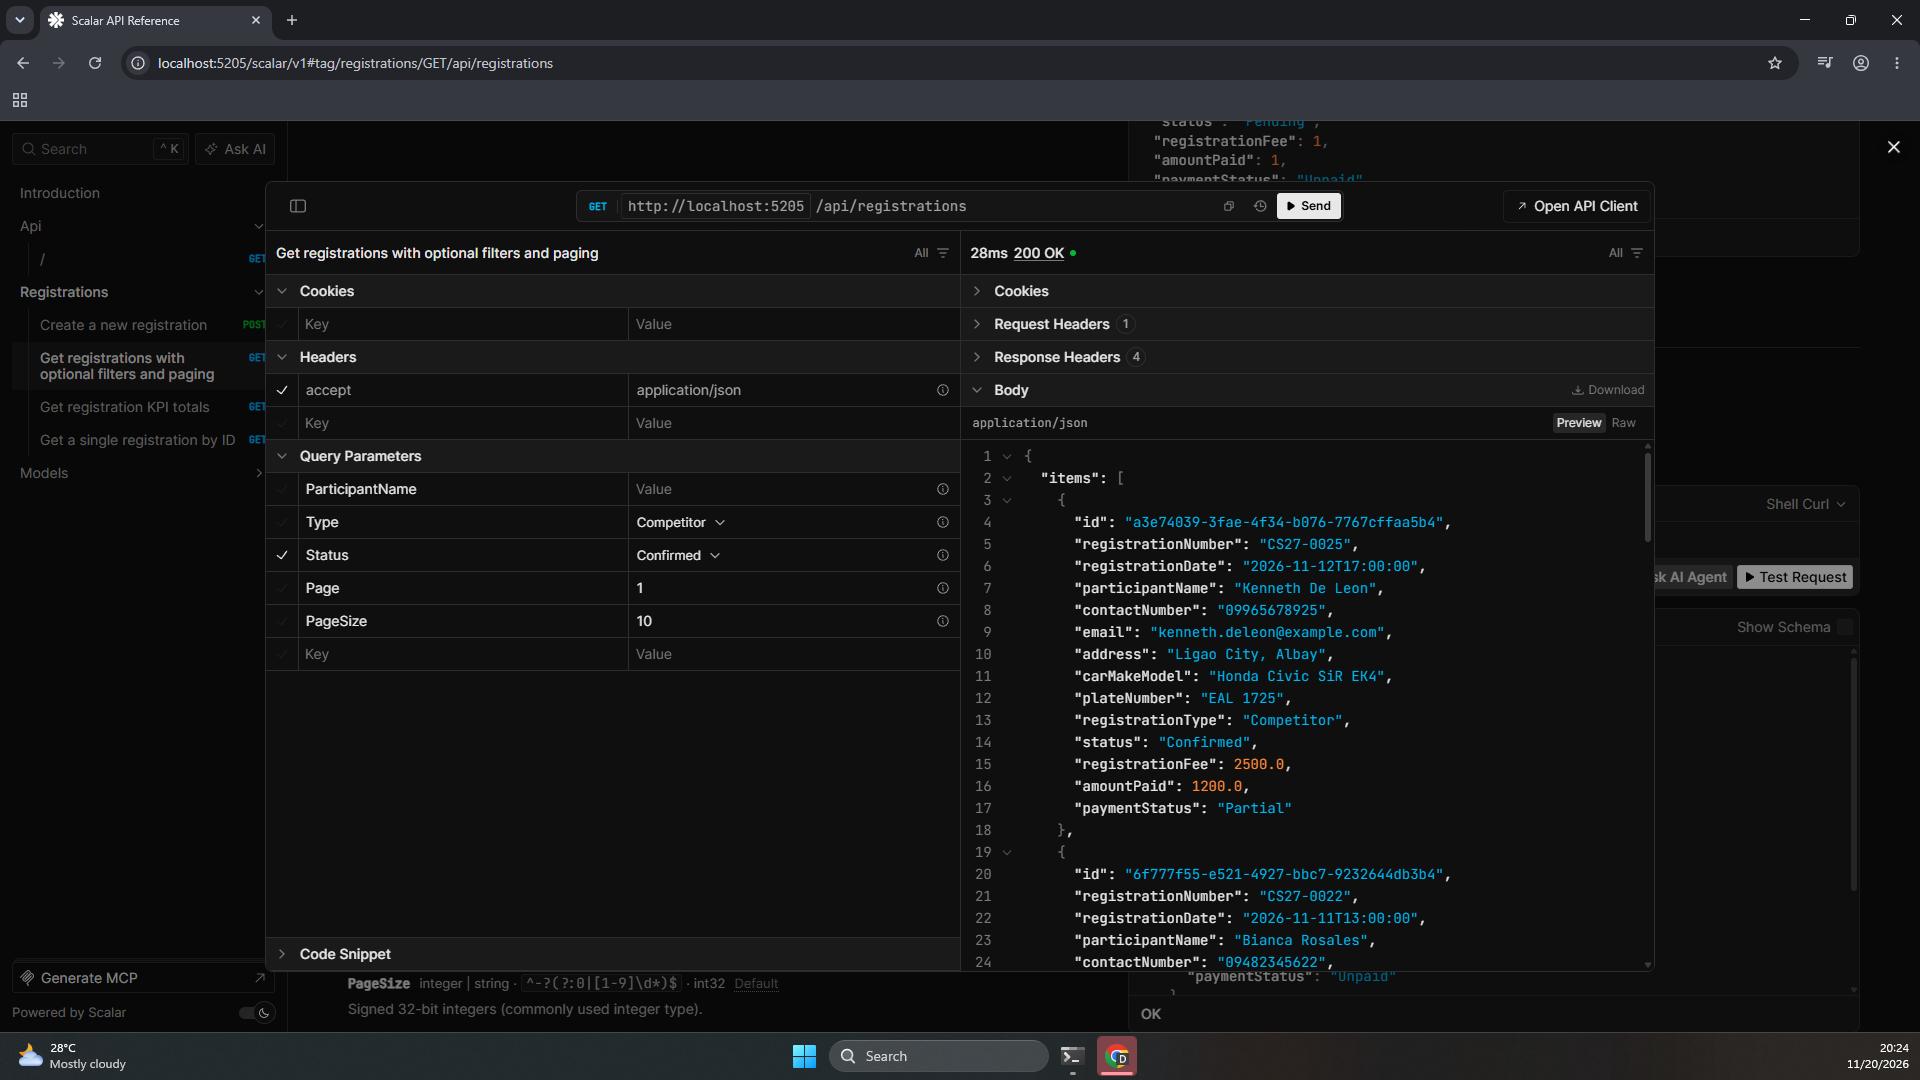 Scalar API Reference
localhost:5205/scalar/v1#tag/registrations/GET/api/registrations
Search
^ K
Ask AI
Introduction
Api
/
GET
Registrations
Create a new registration
POST
Get registrations with
optional filters and paging
GET
Get registration KPI totals
GET
Get a single registration by ID
GET
Models
Generate MCP
Powered by Scalar
"status": "Pending",
"registrationFee": 1,
"amountPaid": 1,
"paymentStatus": "Unpaid"
GET
http://localhost:5205 /api/registrations
Send
Open API Client
Get registrations with optional filters and paging
All
Cookies
Key
Value
Headers
accept
application/json
Key
Value
Query Parameters
ParticipantName
Value
Type
Competitor
Status
Confirmed
Page
1
PageSize
10
Key
Value
Code Snippet
28ms 200 OK
All
Cookies
Request Headers 1
Response Headers 4
Body
Download
application/json
Preview
Raw
1 {
2 "items": [
3 {
4 "id": "a3e74039-3fae-4f34-b076-7767cffaa5b4",
5 "registrationNumber": "CS27-0025",
6 "registrationDate": "2026-11-12T17:00:00",
7 "participantName": "Kenneth De Leon",
8 "contactNumber": "09965678925",
9 "email": "kenneth.deleon@example.com",
10 "address": "Ligao City, Albay",
11 "carMakeModel": "Honda Civic SiR EK4",
12 "plateNumber": "EAL 1725",
13 "registrationType": "Competitor",
14 "status": "Confirmed",
15 "registrationFee": 2500.0,
16 "amountPaid": 1200.0,
17 "paymentStatus": "Partial"
18 },
19 {
20 "id": "6f777f55-e521-4927-bbc7-9232644db3b4",
21 "registrationNumber": "CS27-0022",
22 "registrationDate": "2026-11-11T13:00:00",
23 "participantName": "Bianca Rosales",
24 "contactNumber": "09482345622",
Shell Curl
sk AI Agent
Test Request
Show Schema
PageSize integer | string · ^-?(?:0|[1-9]\d*)$ · int32 Default
Signed 32-bit integers (commonly used integer type).
"paymentStatus": "Unpaid"
OK
28°C
Mostly cloudy
Search
20:24
11/20/2026